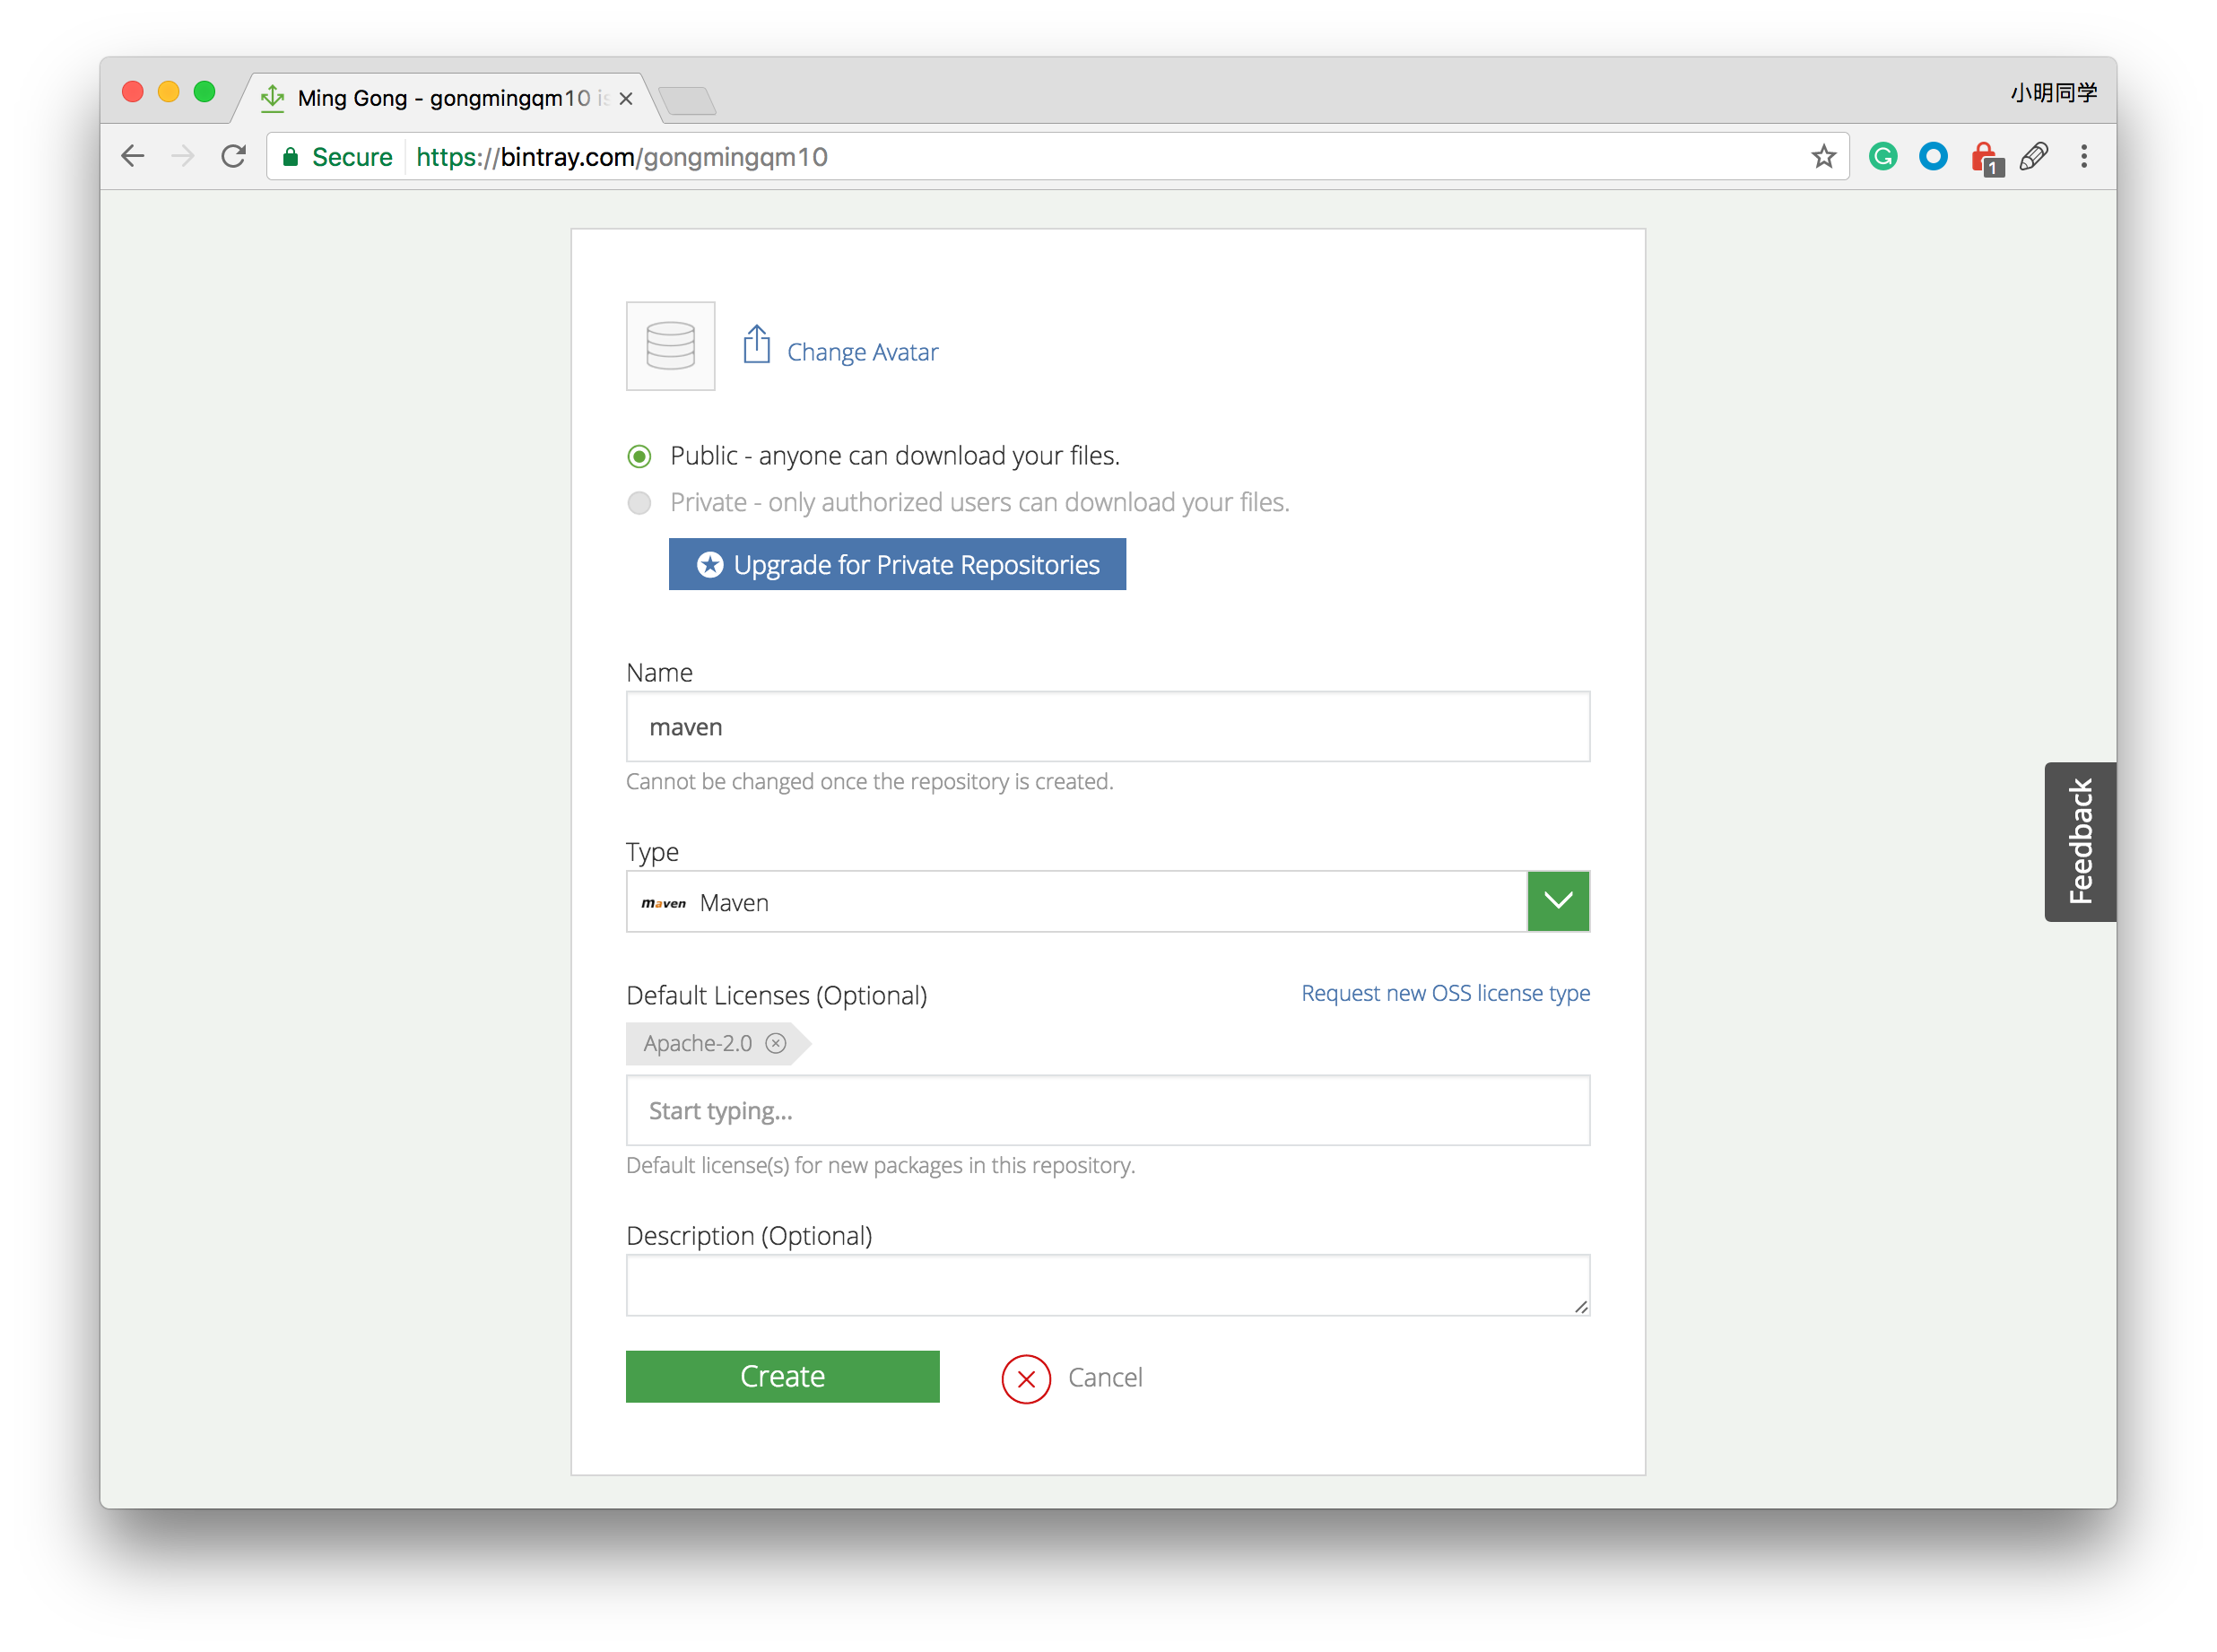 Ming Gong - gongmingqm10 is
小明同学
Secure https://bintray.com/gongmingqm10
1
Change Avatar
Public - anyone can download your files.
Private - only authorized users can download your files.
Upgrade for Private Repositories
Name
maven
Cannot be changed once the repository is created.
Feedback
Type
maven Maven
Default Licenses (Optional)
Request new OSS license type
Apache-2.0
Start typing...
Default license(s) for new packages in this repository.
Description (Optional)
Create
Cancel